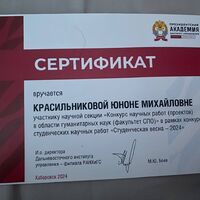 ПРЕЗИДЕНТСКАЯ
АКАДЕМИЯ
СЕРТИФИКАТ
вручается
КРАСИЛЬНИКОВОЙ ЮНОНЕ МИХАЙЛОВНЕ
участнику научной секции «Конкурс научных работ (проектов)
в области гуманитарных наук (факультет СПО)» в рамках конкурс
студенческих научных работ «Студенческая весна – 2024»
И.о. директора
Дальневосточного института
управления – филиала РАНХиГС
М.Ю.
Хабаровск 2024